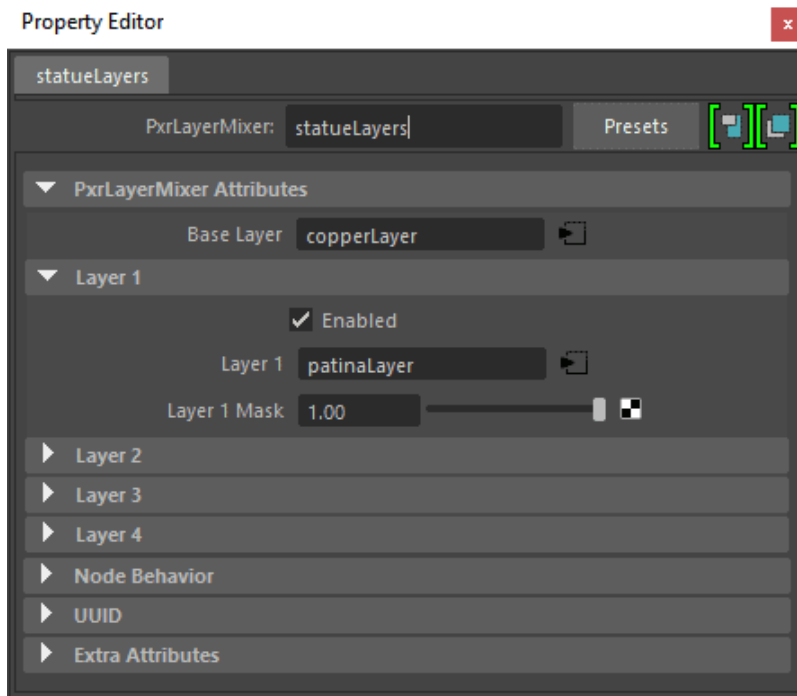 Property Editor
x
statueLayers
PxrLayerMixer: statueLayers Presets
PxrLayerMixer Attributes
Base Layer copperLayer
Layer 1
Enabled
Layer 1 patinaLayer
Layer 1 Mask 1.00
Layer 2
Layer 3
Layer 4
Node Behavior
UUID
Extra Attributes